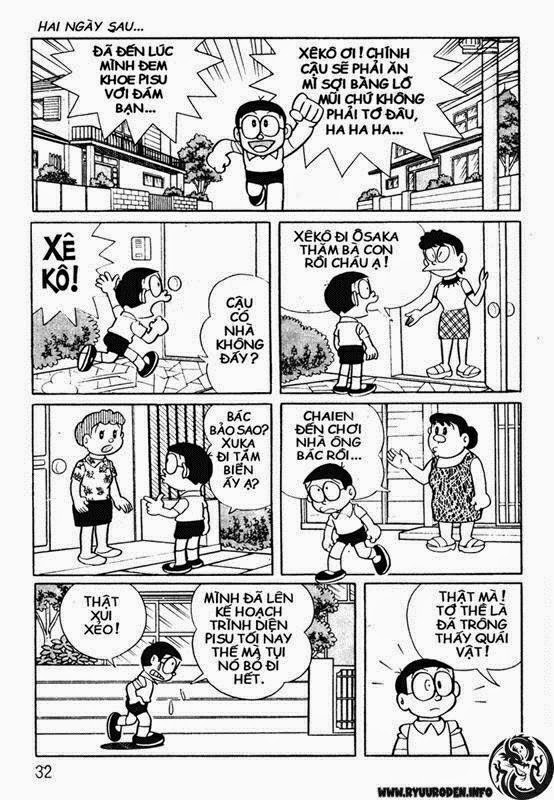 HAI NGÀY SAU...
ĐÃ ĐẾN LÚC
MÌNH ĐEM
KHOE PISU
VỚI ĐÁM
BẠN...
XÊKÔ ƠI! CHÍNH
CẬU SẼ PHẢI ĂN
MÌ SỢI BẰNG LỖ
MŨI CHỨ KHÔNG
PHẢI TỚ ĐÂU,
HA HA HA...
XÊ
KÔ!
CẬU
CÓ
NHÀ
KHÔNG
ĐẤY?
XÊKÔ ĐI ÔSAKA
THĂM BÀ CON
RỒI CHÁU Ạ!
BÁC
BẢO SAO?
XUKA
ĐI TẮM
BIỂN
ẤY Ạ?
CHAIEN
ĐẾN CHƠI
NHÀ ÔNG
BÁC RỒI...
THẬT
XUI
XẺO!
MÌNH ĐÃ LÊN
KẾ HOẠCH
TRÌNH DIỆN
PISU TỐI NAY
THẾ MÀ TỤI
NÓ BỎ ĐI
HẾT.
THẬT MÀ!
TỚ THỀ LÀ
ĐÃ TRÔNG
THẤY QUÁI
VẬT!
32
WWW.RYUURODEN.INFO